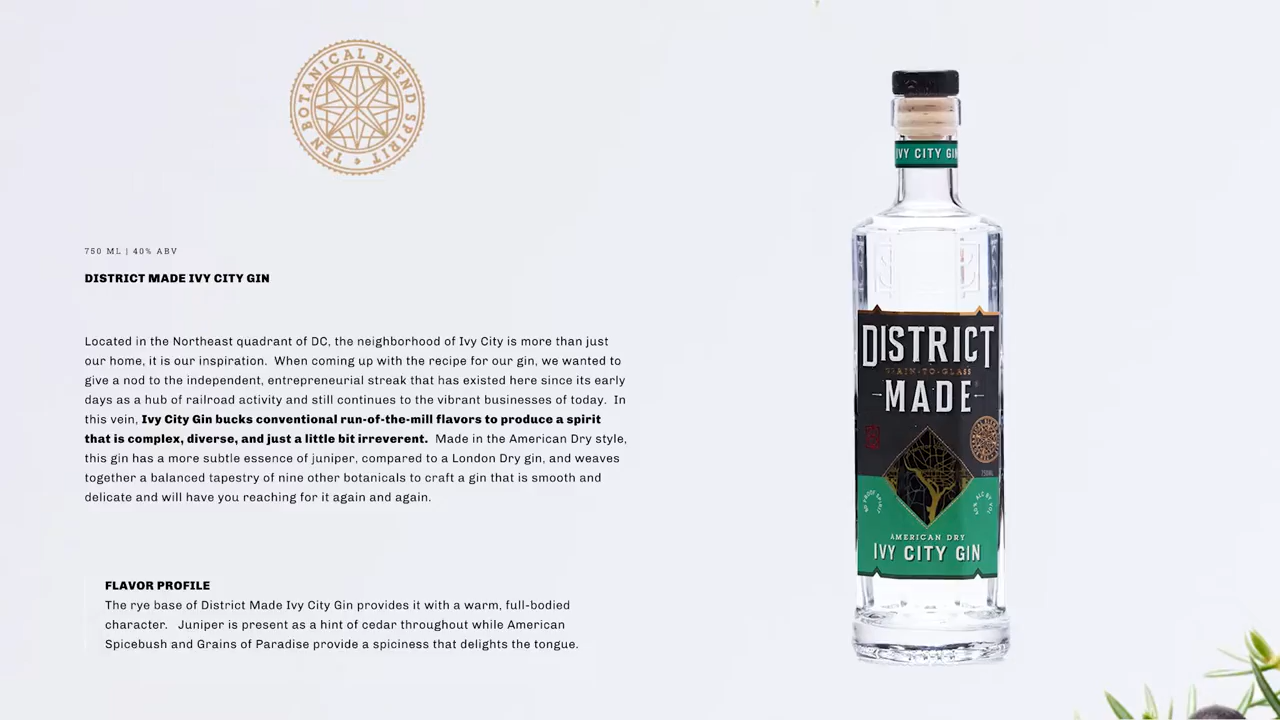 TEN BOTANICAL BLEND SPIRIT
750 ML | 40% ABV
DISTRICT MADE IVY CITY GIN
Located in the Northeast quadrant of DC, the neighborhood of Ivy City is more than just
our home, it is our inspiration.  When coming up with the recipe for our gin, we wanted to
give a nod to the independent, entrepreneurial streak that has existed here since its early
days as a hub of railroad activity and still continues to the vibrant businesses of today.  In
this vein, Ivy City Gin bucks conventional run-of-the-mill flavors to produce a spirit
that is complex, diverse, and just a little bit irreverent.  Made in the American Dry style,
this gin has a more subtle essence of juniper, compared to a London Dry gin, and weaves
together a balanced tapestry of nine other botanicals to craft a gin that is smooth and
delicate and will have you reaching for it again and again.
FLAVOR PROFILE
The rye base of District Made Ivy City Gin provides it with a warm, full-bodied
character.   Juniper is present as a hint of cedar throughout while American
Spicebush and Grains of Paradise provide a spiciness that delights the tongue.
IVY CITY GIN
DISTRICT
GRAIN·TO·GLASS
MADE
750ML
80 PROOF SPIRIT
40% ALC BY VOL
AMERICAN DRY
IVY CITY GIN